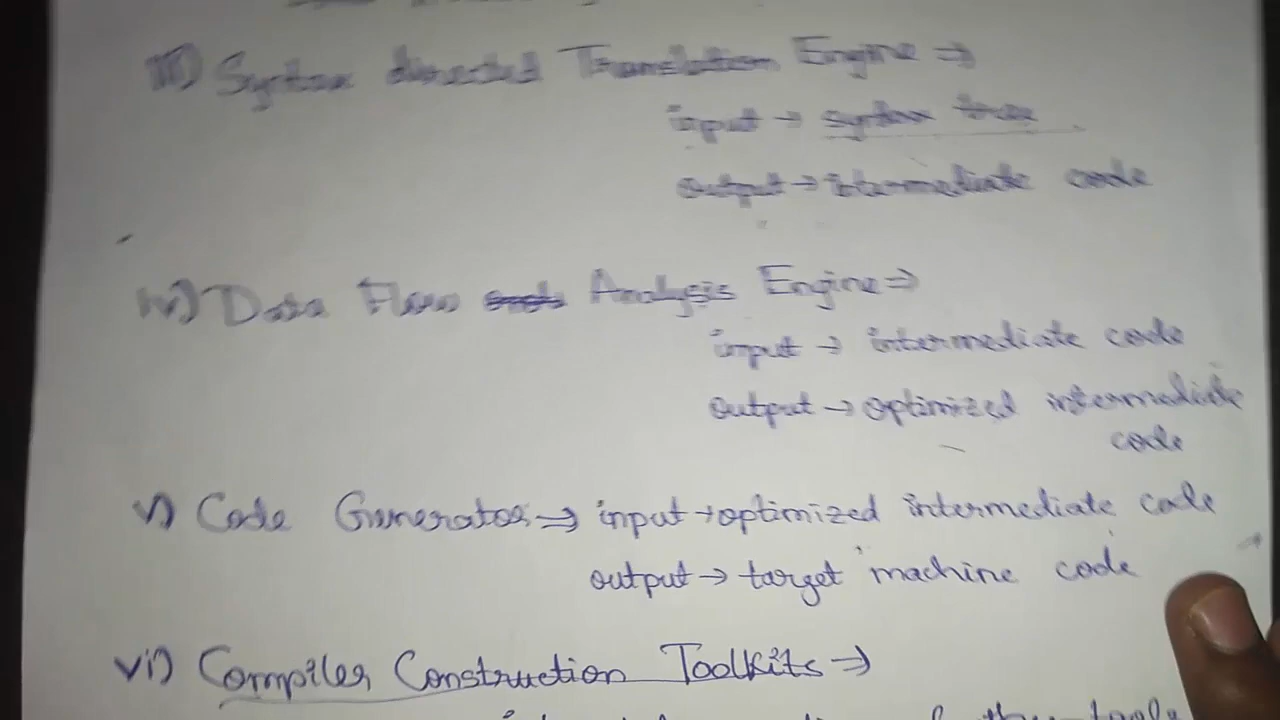 iii) Syntax directed Translation Engine ⇒
input → syntax tree
output → intermediate code
iv) Data Flow Analysis Engine ⇒
input → intermediate code
output → optimized intermediate
code
v) Code Generator ⇒ input → optimized intermediate code
output → target machine code
vi) Compiler Construction Toolkits ⇒